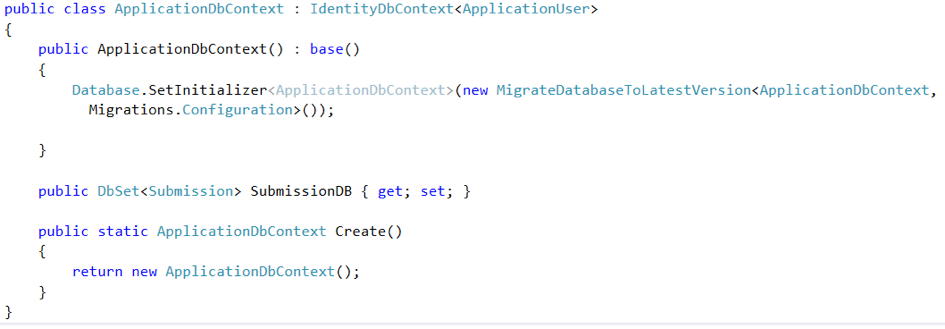 public class ApplicationDbContext : IdentityDbContext<ApplicationUser>
{
    public ApplicationDbContext() : base()
    {
        Database.SetInitializer<ApplicationDbContext>(new MigrateDatabaseToLatestVersion<ApplicationDbContext,
          Migrations.Configuration>());

    }

    public DbSet<Submission> SubmissionDB { get; set; }

    public static ApplicationDbContext Create()
    {
        return new ApplicationDbContext();
    }
}